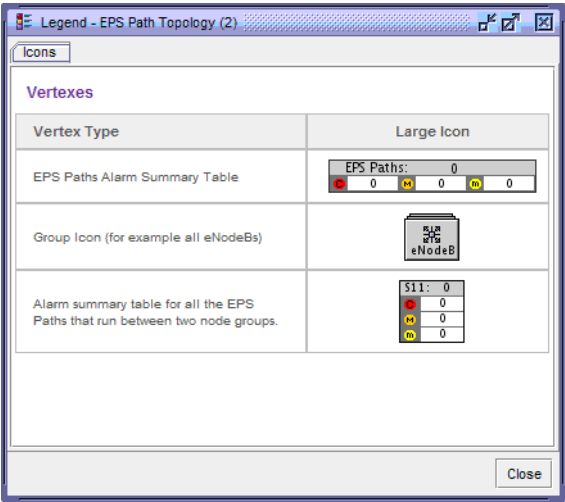 Legend - EPS Path Topology (2)
Icons
Vertexes
Vertex Type Large Icon
EPS Paths Alarm Summary Table
EPS Paths: 0
C 0 M 0 m 0
Group Icon (for example all eNodeBs)
eNodeB
Alarm summary table for all the EPS
Paths that run between two node groups.
S11: 0
C 0
M 0
m 0
Close